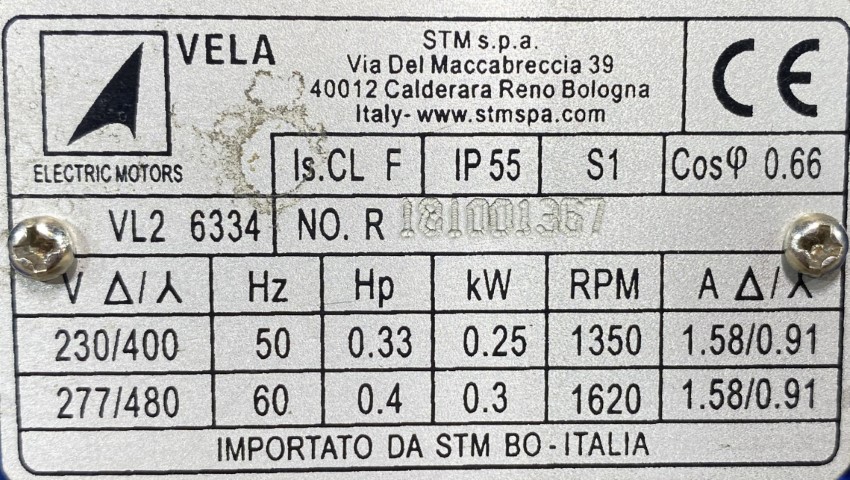 VELA
ELECTRIC MOTORS
STM s.p.a.
Via Del Maccabreccia 39
40012 Calderara Reno Bologna
Italy- www.stmspa.com
CE
Is.CL F IP 55 S1 Cosφ 0.66
VL2 6334 NO. R 181001367
V Δ/⅄ Hz Hp kW RPM A Δ/⅄
230/400 50 0.33 0.25 1350 1.58/0.91
277/480 60 0.4 0.3 1620 1.58/0.91
IMPORTATO DA STM BO - ITALIA